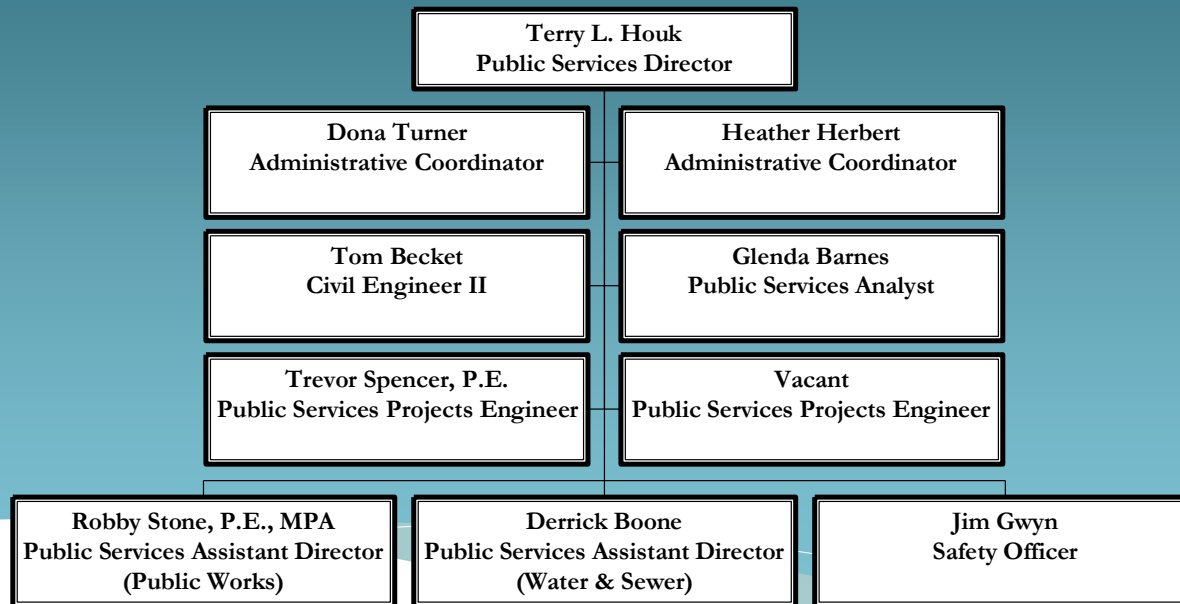 Terry L. Houk
Public Services Director
Dona Turner
Administrative Coordinator
Heather Herbert
Administrative Coordinator
Tom Becket
Civil Engineer II
Glenda Barnes
Public Services Analyst
Trevor Spencer, P.E.
Public Services Projects Engineer
Vacant
Public Services Projects Engineer
Robby Stone, P.E., MPA
Public Services Assistant Director
(Public Works)
Derrick Boone
Public Services Assistant Director
(Water & Sewer)
Jim Gwyn
Safety Officer